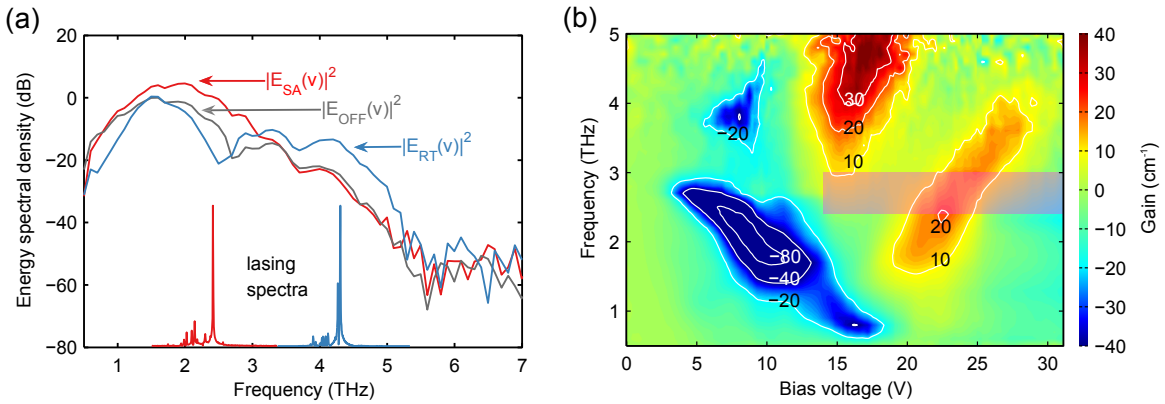 (a)
20
0
−20
−40
−60
−80
Energy spectral density (dB)
|E_SA(ν)|²
|E_OFF(ν)|²
|E_RT(ν)|²
lasing
spectra
1 2 3 4 5 6 7
Frequency (THz)
(b)
5
4
3
2
1
Frequency (THz)
−20
30
20
10
20
10
−80
−40
−20
0 5 10 15 20 25 30
Bias voltage (V)
40
30
20
10
0
−10
−20
−30
−40
Gain (cm⁻¹)